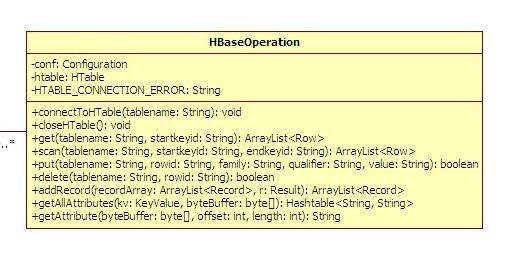 HBaseOperation
-conf: Configuration
-htable: HTable
-HTABLE_CONNECTION_ERROR: String
+connectToHTable(tablename: String): void
+closeHTable(): void
+get(tablename: String, startkeyid: String): ArrayList<Row>
+scan(tablename: String, startkeyid: String, endkeyid: String): ArrayList<Row>
+put(tablename: String, rowid: String, family: String, qualifier: String, value: String): boolean
+delete(tablename: String, rowid: String): boolean
+addRecord(recordArray: ArrayList<Record>, r: Result): ArrayList<Record>
+getAllAttributes(kv: KeyValue, byteBuffer: byte[]): Hashtable<String, String>
+getAttribute(byteBuffer: byte[], offset: int, length: int): String
..*